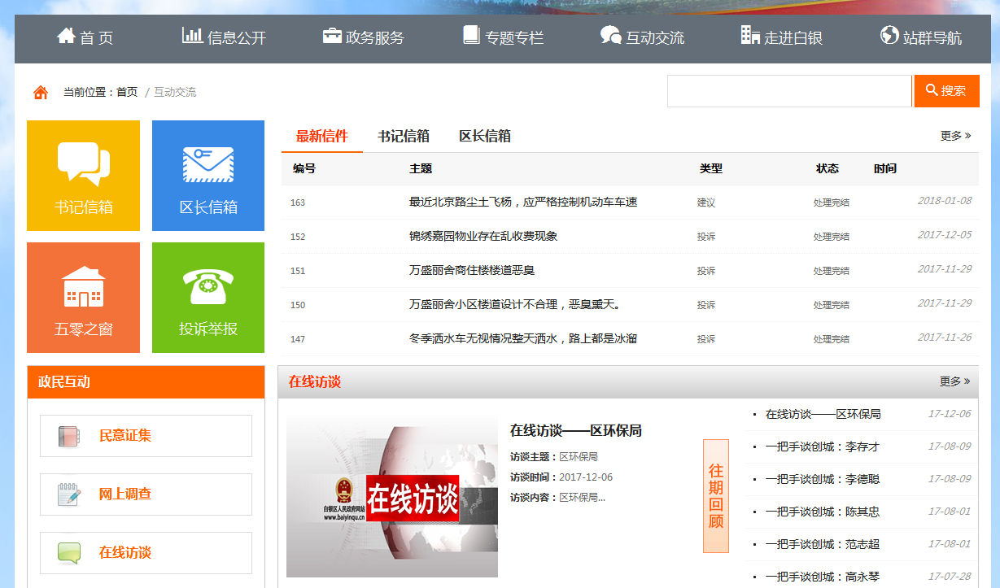 首 页 信息公开 政务服务 专题专栏 互动交流 走进白银 站群导航
当前位置：首页 / 互动交流
搜索
书记信箱 区长信箱
五零之窗 投诉举报
最新信件 书记信箱 区长信箱 更多 »
编号 主题 类型 状态 时间
163 最近北京路尘土飞杨，应严格控制机动车车速 建议 处理完结 2018-01-08
152 锦绣嘉园物业存在乱收费现象 投诉 处理完结 2017-12-05
151 万盛丽舍商住楼楼道恶臭 投诉 处理完结 2017-11-29
150 万盛丽舍小区楼道设计不合理，恶臭薰天。 投诉 处理完结 2017-11-29
147 冬季洒水车无视情况整天洒水，路上都是冰溜 投诉 处理完结 2017-11-26
政民互动
民意证集
网上调查
在线访谈
在线访谈 更多 »
白银区人民政府网站
www.baiyinqu.cn
在线访谈
在线访谈——区环保局
访谈主题：区环保局
访谈时间：2017-12-06
访谈内容：区环保局...
往期回顾
· 在线访谈——区环保局 17-12-06
· 一把手谈创城：李存才 17-08-09
· 一把手谈创城：李德聪 17-08-09
· 一把手谈创城：陈其忠 17-08-01
· 一把手谈创城：范志超 17-08-01
· 一把手谈创城：高永琴 17-07-28